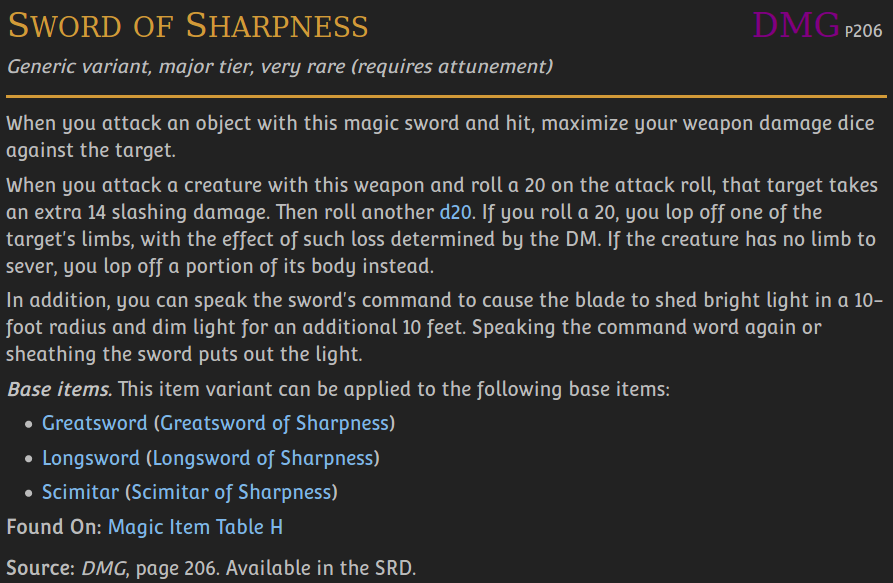 SWORD OF SHARPNESS DMG P206
Generic variant, major tier, very rare (requires attunement)
When you attack an object with this magic sword and hit, maximize your weapon damage dice
against the target.
When you attack a creature with this weapon and roll a 20 on the attack roll, that target takes
an extra 14 slashing damage. Then roll another d20. If you roll a 20, you lop off one of the
target's limbs, with the effect of such loss determined by the DM. If the creature has no limb to
sever, you lop off a portion of its body instead.
In addition, you can speak the sword's command to cause the blade to shed bright light in a 10-
foot radius and dim light for an additional 10 feet. Speaking the command word again or
sheathing the sword puts out the light.
Base items. This item variant can be applied to the following base items:
• Greatsword (Greatsword of Sharpness)
• Longsword (Longsword of Sharpness)
• Scimitar (Scimitar of Sharpness)
Found On: Magic Item Table H
Source: DMG, page 206. Available in the SRD.